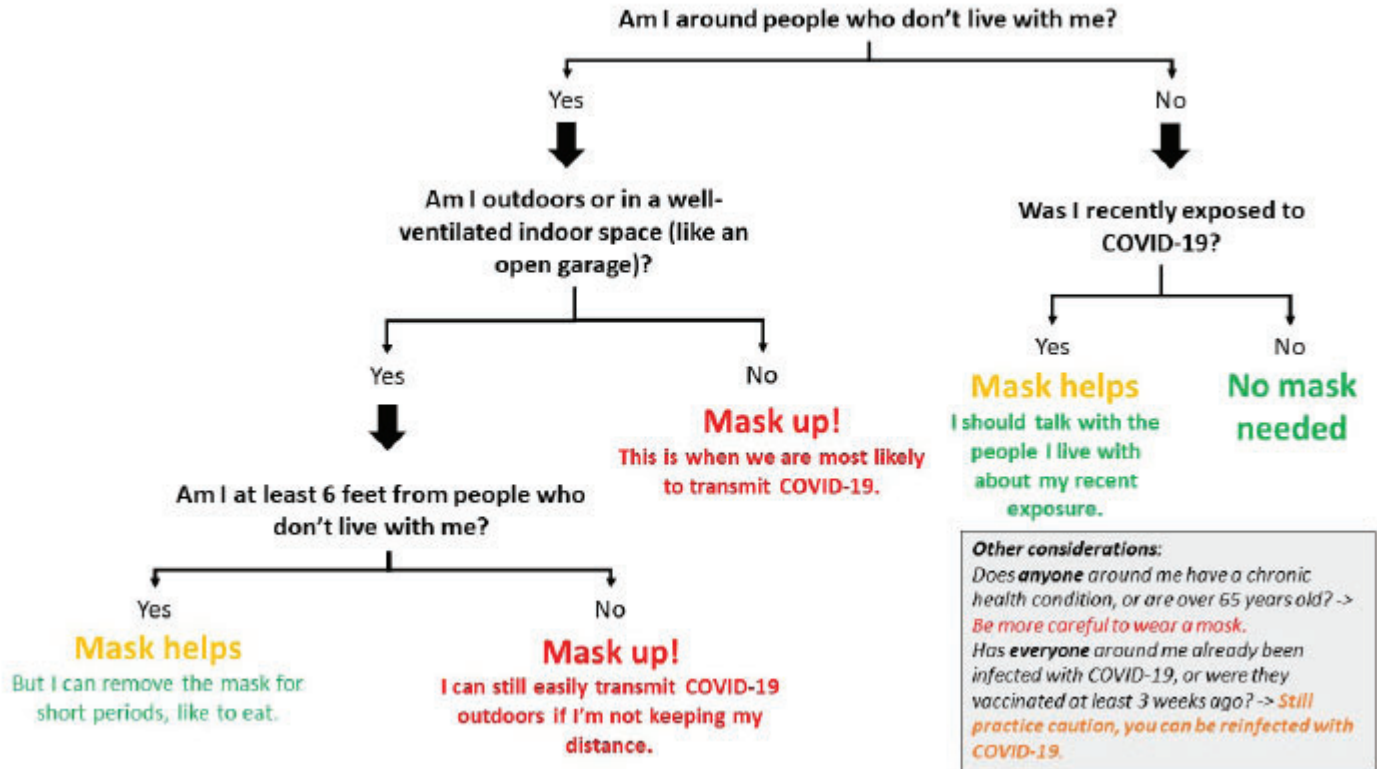 Am I around people who don't live with me?
Yes
No
Am I outdoors or in a well-
ventilated indoor space (like an
open garage)?
Was I recently exposed to
COVID-19?
Yes
No
Yes
No
Mask up!
This is when we are most likely
to transmit COVID-19.
Mask helps
I should talk with the
people I live with
about my recent
exposure.
No mask
needed
Am I at least 6 feet from people who
don't live with me?
Yes
No
Mask helps
But I can remove the mask for
short periods, like to eat.
Mask up!
I can still easily transmit COVID-19
outdoors if I'm not keeping my
distance.
Other considerations:
Does anyone around me have a chronic
health condition, or are over 65 years old? ->
Be more careful to wear a mask.
Has everyone around me already been
infected with COVID-19, or were they
vaccinated at least 3 weeks ago? -> Still
practice caution, you can be reinfected with
COVID-19.